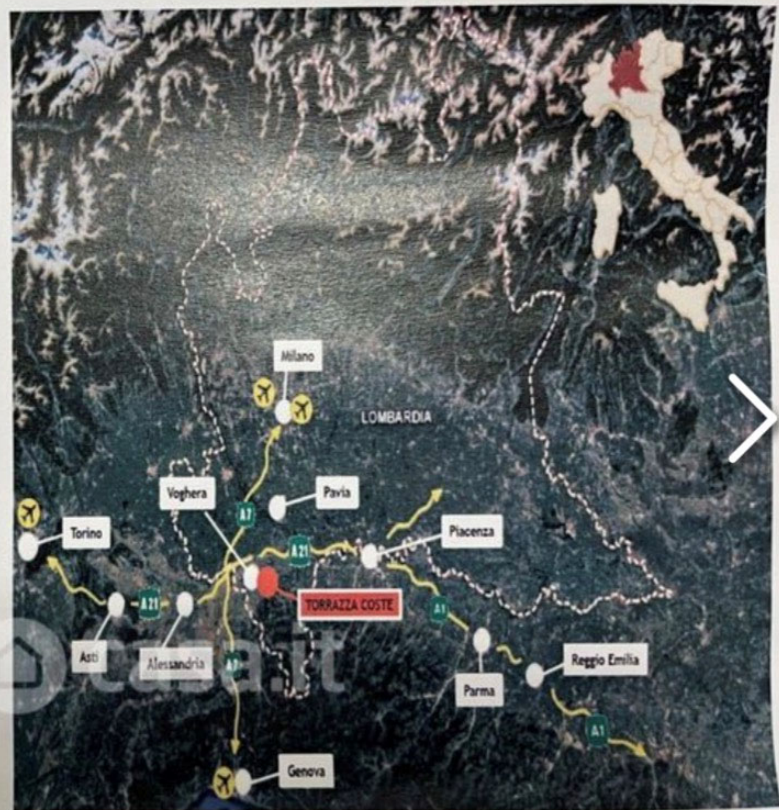 Milano
LOMBARDIA
Voghera
Pavia
A7
Torino
Piacenza
A21
TORRAZZA COSTE
A21
A1
Asti
Alessandria
A7
Reggio Emilia
Parma
A1
Genova
casa.it